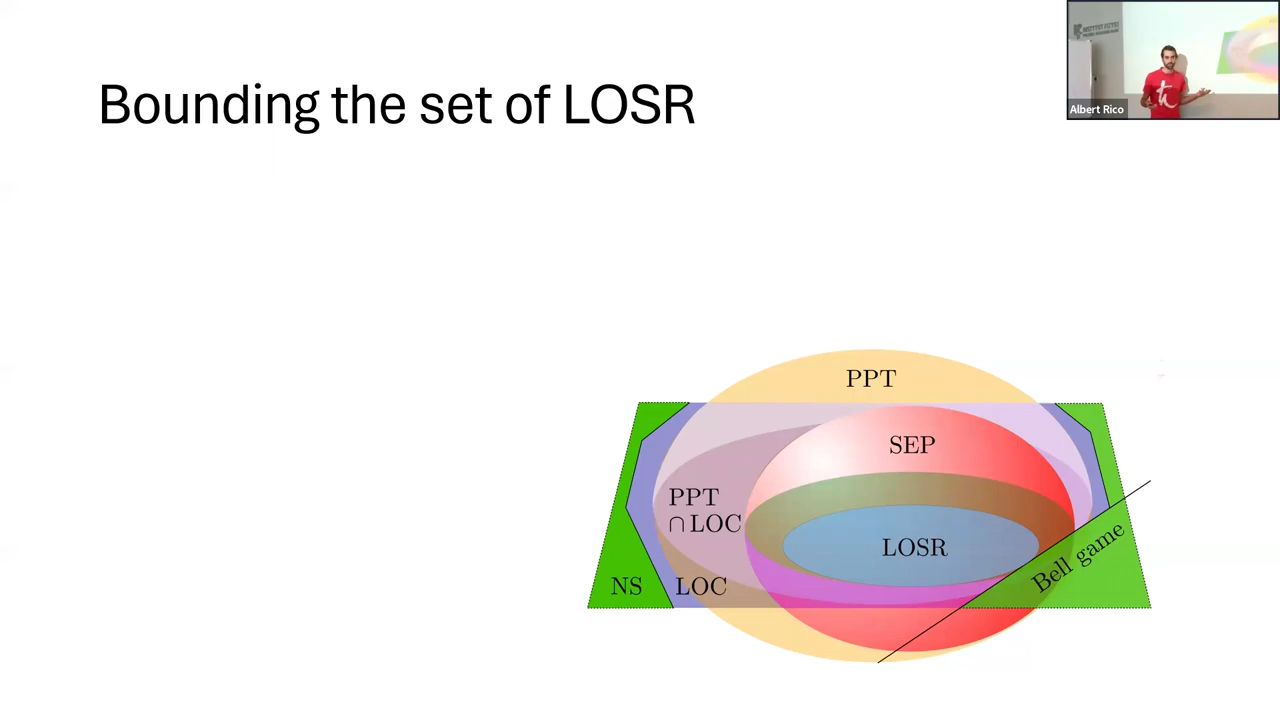 Bounding the set of LOSR
Albert Rico
PPT
SEP
PPT
∩ LOC
LOSR
Bell game
NS
LOC